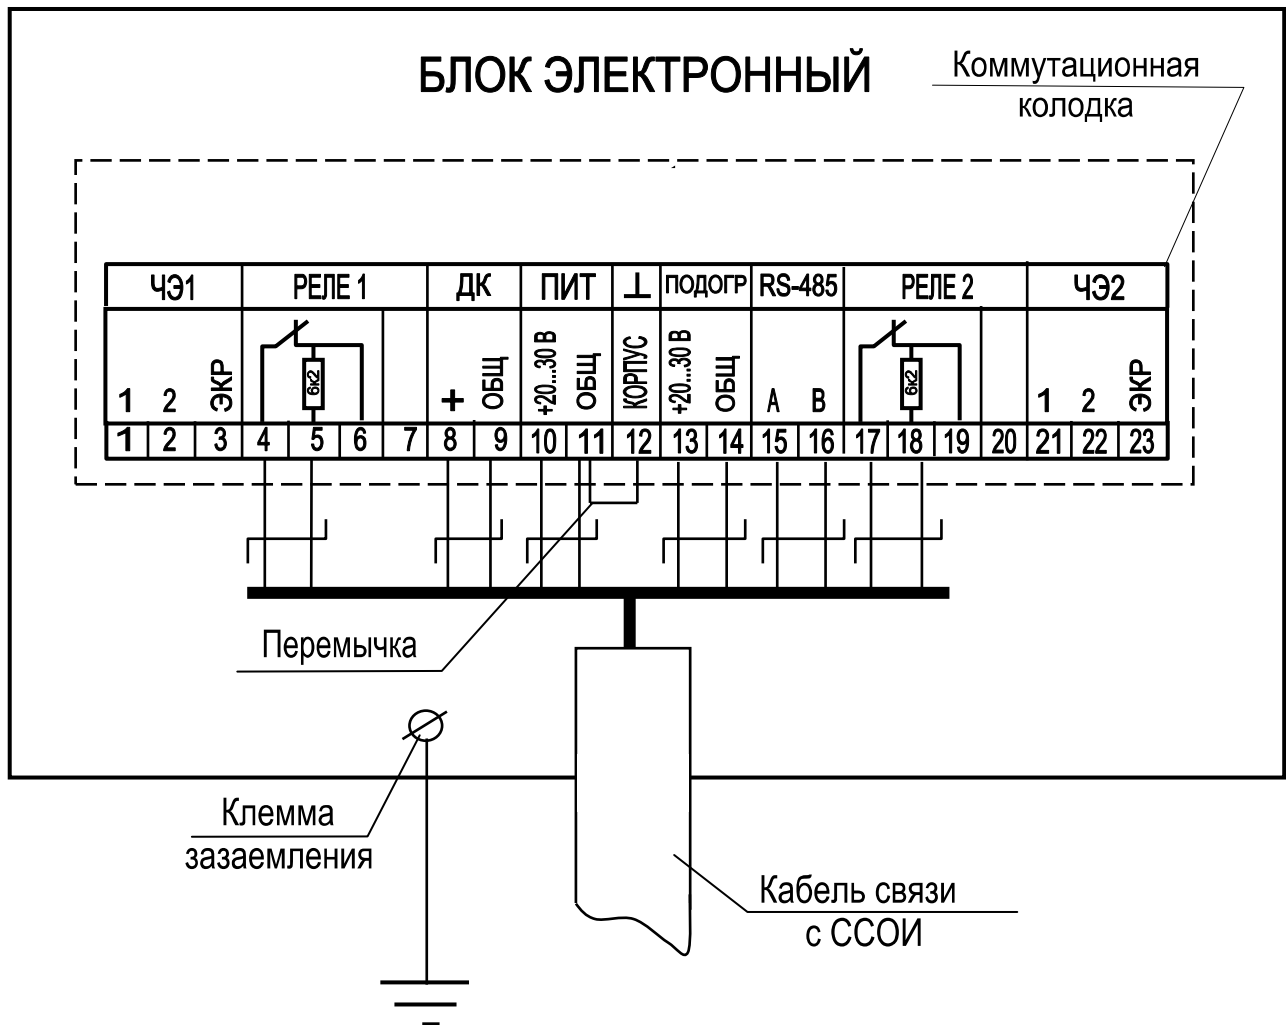 БЛОК ЭЛЕКТРОННЫЙ
Коммутационная
колодка
ЧЭ1 РЕЛЕ 1 ДК ПИТ ПОДОГР RS-485 РЕЛЕ 2 ЧЭ2
1 2 ЭКР 6к2 + ОБЩ +20...30 В ОБЩ КОРПУС +20...30 В ОБЩ А В 6к2 1 2 ЭКР
1 2 3 4 5 6 7 8 9 10 11 12 13 14 15 16 17 18 19 20 21 22 23
Перемычка
Клемма
зазаемления
Кабель связи
с ССОИ